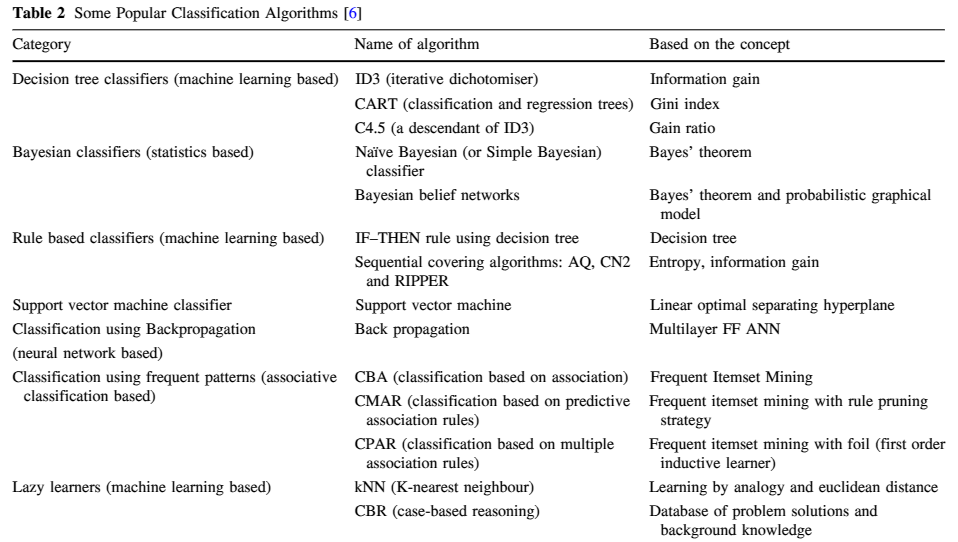 Table 2 Some Popular Classification Algorithms [6]
Category Name of algorithm Based on the concept
Decision tree classifiers (machine learning based) ID3 (iterative dichotomiser) Information gain
CART (classification and regression trees) Gini index
C4.5 (a descendant of ID3) Gain ratio
Bayesian classifiers (statistics based) Naïve Bayesian (or Simple Bayesian) Bayes' theorem
classifier
Bayesian belief networks Bayes' theorem and probabilistic graphical
model
Rule based classifiers (machine learning based) IF–THEN rule using decision tree Decision tree
Sequential covering algorithms: AQ, CN2 Entropy, information gain
and RIPPER
Support vector machine classifier Support vector machine Linear optimal separating hyperplane
Classification using Backpropagation Back propagation Multilayer FF ANN
(neural network based)
Classification using frequent patterns (associative CBA (classification based on association) Frequent Itemset Mining
classification based) CMAR (classification based on predictive Frequent itemset mining with rule pruning
association rules) strategy
CPAR (classification based on multiple Frequent itemset mining with foil (first order
association rules) inductive learner)
Lazy learners (machine learning based) kNN (K-nearest neighbour) Learning by analogy and euclidean distance
CBR (case-based reasoning) Database of problem solutions and
background knowledge